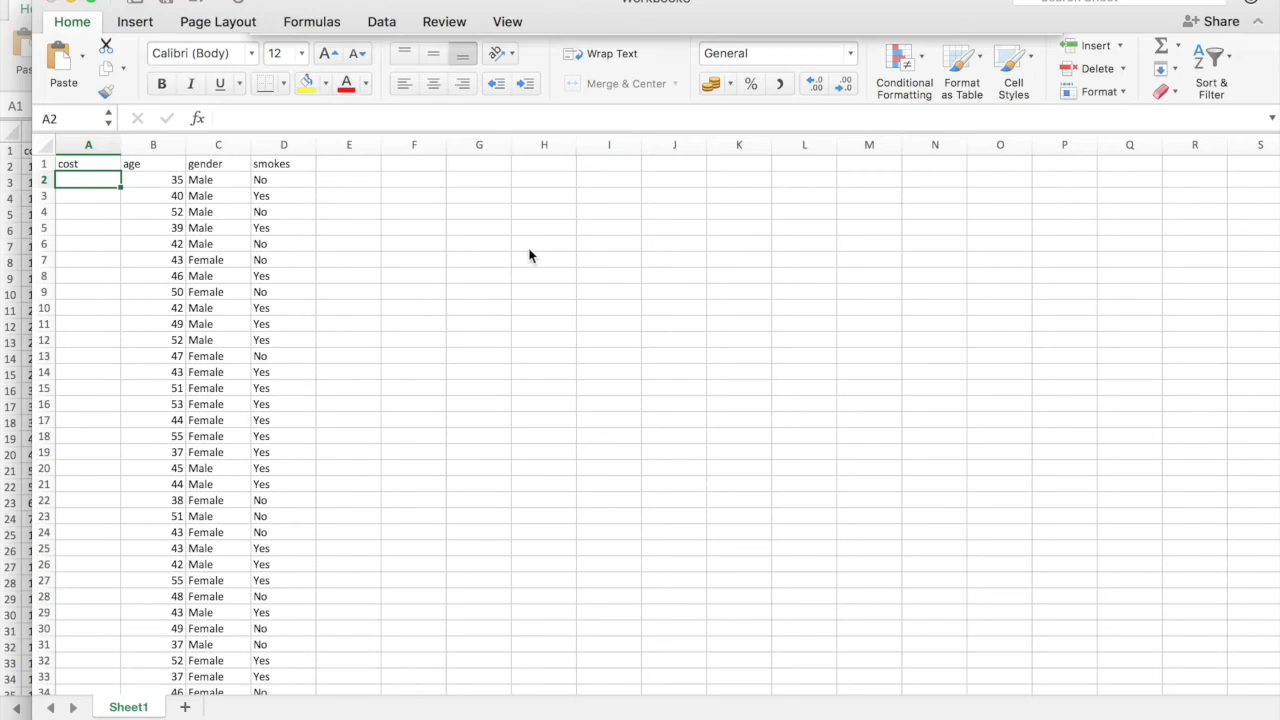 Home Insert Page Layout Formulas Data Review View Share
Paste Calibri (Body) 12 A A Wrap Text General Insert
Delete
B I U A Merge & Center % Conditional Formatting Format as Table Cell Styles Format Sort & Filter
A2 fx
A B C D E F G H I J K L M N O P Q R S
1 cost age gender smokes
2 35 Male No
3 40 Male Yes
4 52 Male No
5 39 Male Yes
6 42 Male No
7 43 Female No
8 46 Male Yes
9 50 Female No
10 42 Male Yes
11 49 Male Yes
12 52 Male Yes
13 47 Female No
14 43 Female Yes
15 51 Female Yes
16 53 Female Yes
17 44 Female Yes
18 55 Female Yes
19 37 Female Yes
20 45 Male Yes
21 44 Male Yes
22 38 Female No
23 51 Male No
24 43 Female No
25 43 Male Yes
26 42 Male Yes
27 55 Female Yes
28 48 Female No
29 43 Male Yes
30 49 Female No
31 37 Male No
32 52 Female Yes
33 37 Female Yes
34 46 Female No
Sheet1